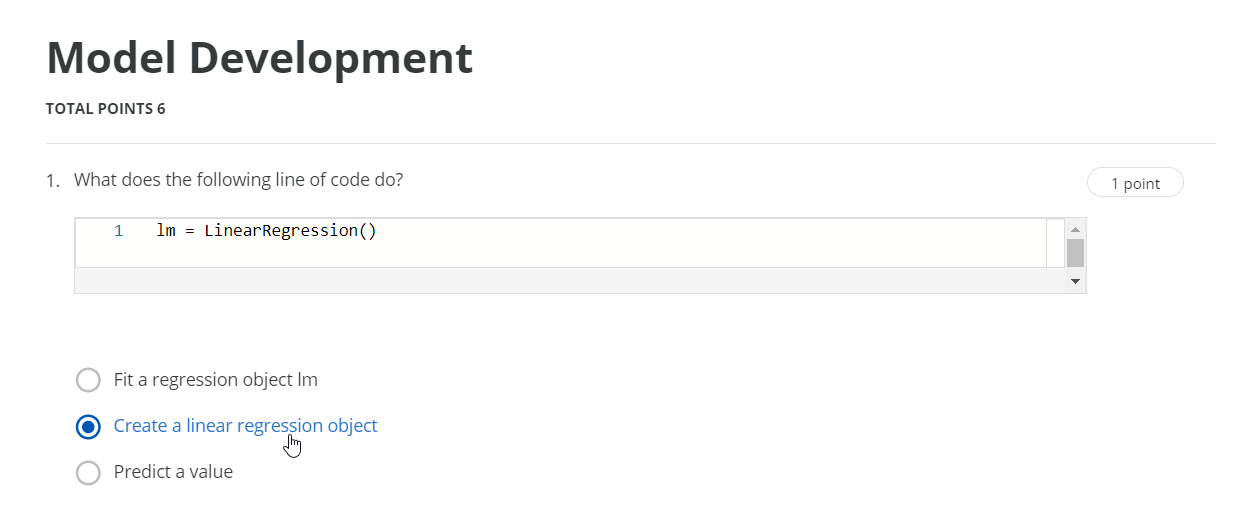 Model Development
TOTAL POINTS 6
1. What does the following line of code do?
1 point
1 lm = LinearRegression()
Fit a regression object lm
Create a linear regression object
Predict a value